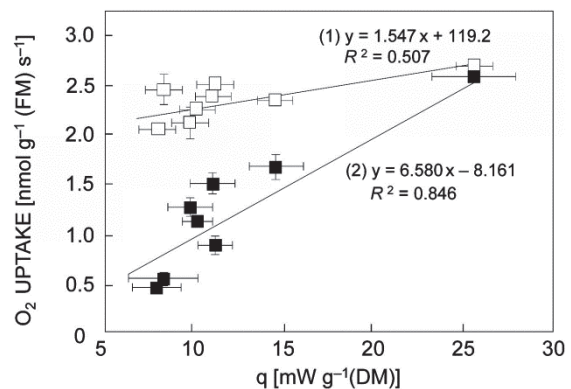 3.0
2.5
2.0
1.5
1.0
0.5
0
5
10
15
20
25
30
O₂ UPTAKE [nmol g⁻¹ (FM) s⁻¹]
q [mW g⁻¹(DM)]
(1) y = 1.547 x + 119.2
R² = 0.507
(2) y = 6.580 x – 8.161
R² = 0.846